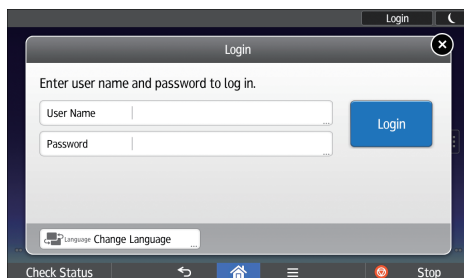 Login
Login
Enter user name and password to log in.
User Name
...
Login
Password
...
Language Change Language
...
Check Status
Stop